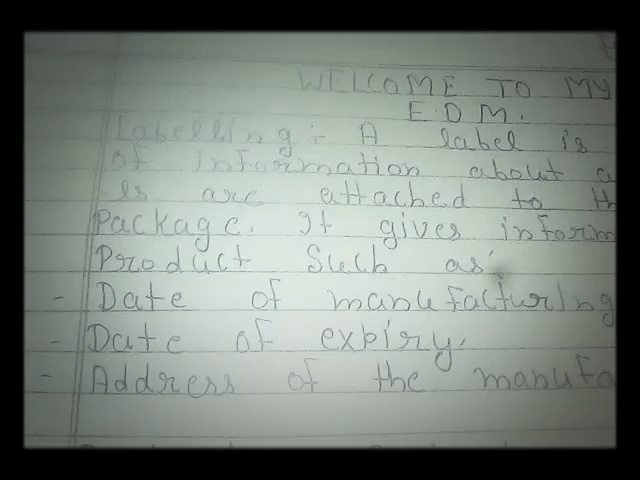 WELCOME TO MY
E.D.M.
Labelling :- A label is
of information about a
-ls are attached to th
Package. It gives inform
Product Such as:
- Date of manufacturing
- Date of expiry.
- Address of the manufa